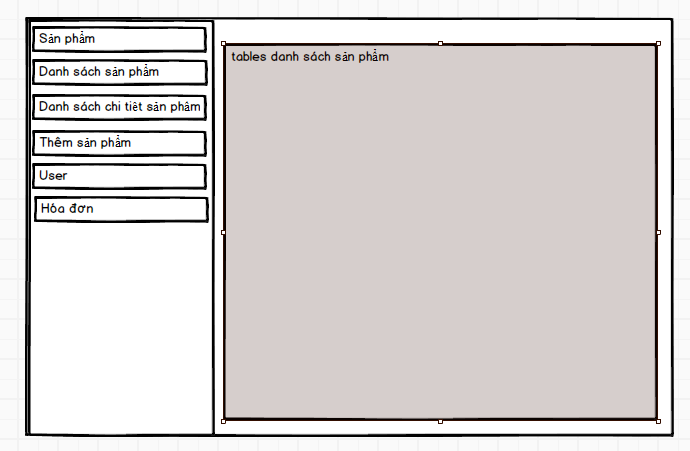 Sản phẩm
Danh sách sản phẩm
Danh sách chi tiết sản phâm
Thêm sản phẩm
User
Hóa đơn
tables danh sách sản phẩm